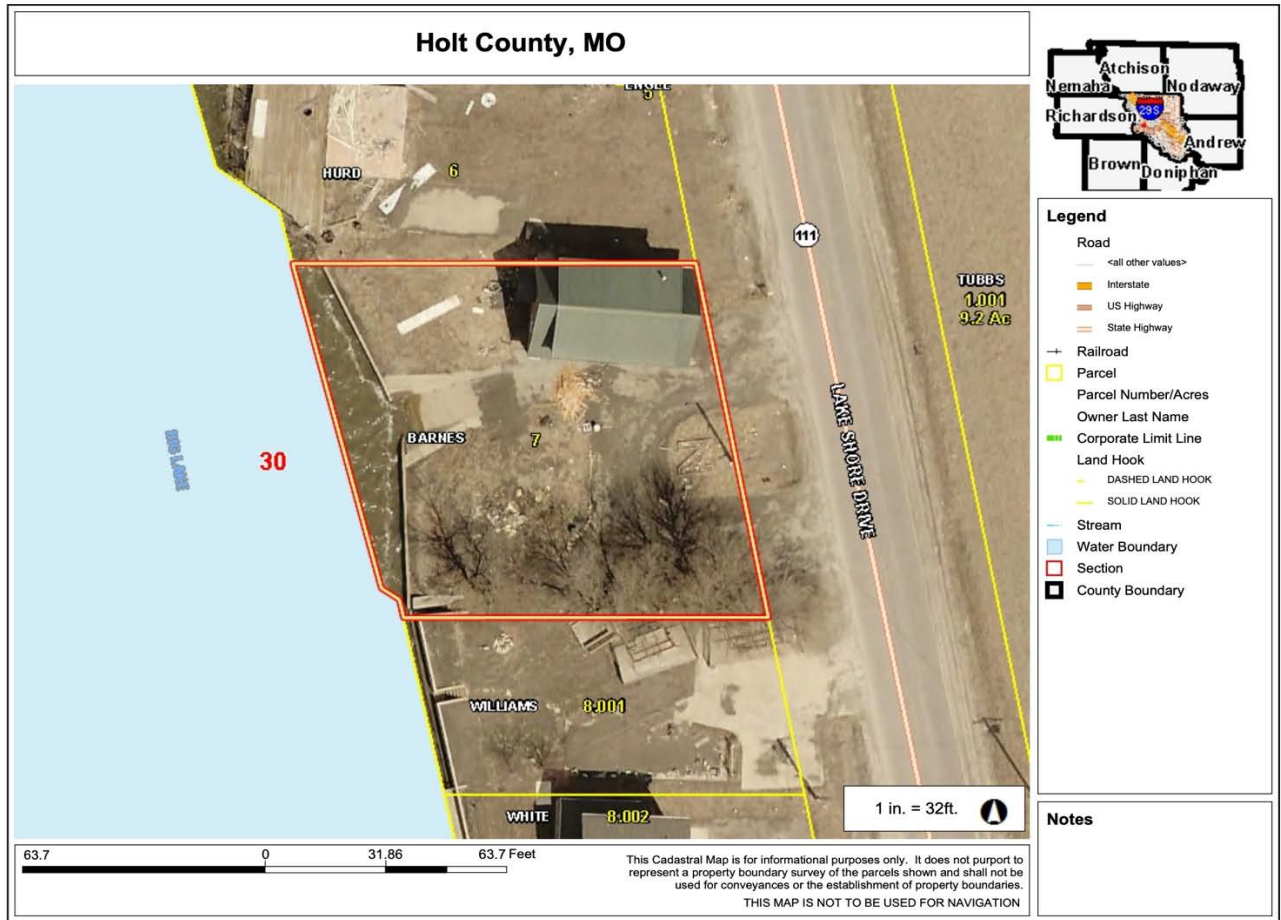 Holt County, MO
Atchison
Nemaha
Nodaway
Richardson
29S
Andrew
Brown
Doniphan
ENGLE
5
HURD
6
111
TUBBS
1.001
9.2 Ac
LAKE SHORE DRIVE
BARNES
7
BIG LAKE
30
WILLIAMS
8.001
WHITE
8.002
1 in. = 32ft.
Legend
Road
<all other values>
Interstate
US Highway
State Highway
Railroad
Parcel
Parcel Number/Acres
Owner Last Name
Corporate Limit Line
Land Hook
DASHED LAND HOOK
SOLID LAND HOOK
Stream
Water Boundary
Section
County Boundary
Notes
63.7 0 31.86 63.7 Feet
This Cadastral Map is for informational purposes only. It does not purport to
represent a property boundary survey of the parcels shown and shall not be
used for conveyances or the establishment of property boundaries.
THIS MAP IS NOT TO BE USED FOR NAVIGATION